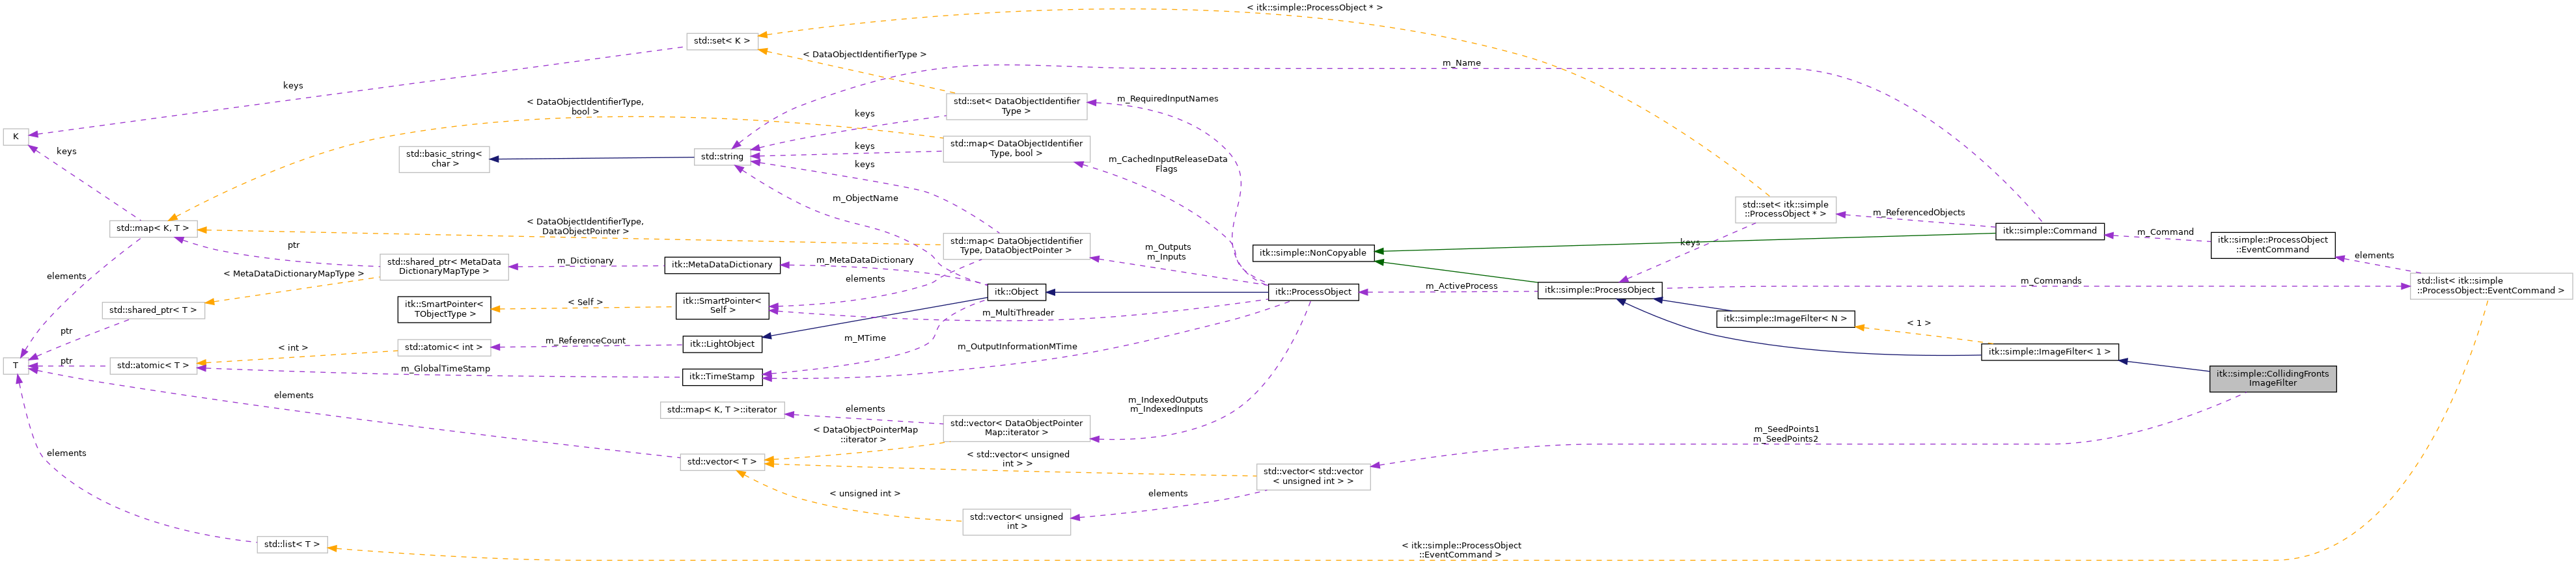 < itk::simple::ProcessObject * >
std::set< K >
< DataObjectIdentifierType >
m_Name
keys
std::set< DataObjectIdentifier
Type >
m_RequiredInputNames
< DataObjectIdentifierType,
bool >
keys
K
keys
std::basic_string<
char >
std::string
keys
std::map< DataObjectIdentifier
Type, bool >
keys
m_CachedInputReleaseData
Flags
m_ObjectName
std::set< itk::simple
::ProcessObject * >
m_ReferencedObjects
itk::simple::Command
m_Command
itk::simple::ProcessObject
::EventCommand
std::map< K, T >
< DataObjectIdentifierType,
DataObjectPointer >
ptr
std::map< DataObjectIdentifier
Type, DataObjectPointer >
m_Outputs
m_Inputs
itk::simple::NonCopyable
keys
elements
std::shared_ptr< MetaData
DictionaryMapType >
m_Dictionary
itk::MetaDataDictionary
m_MetaDataDictionary
elements
elements
< MetaDataDictionaryMapType >
itk::Object
itk::ProcessObject
m_ActiveProcess
itk::simple::ProcessObject
m_Commands
std::list< itk::simple
::ProcessObject::EventCommand >
std::shared_ptr< T >
itk::SmartPointer<
TObjectType >
< Self >
itk::SmartPointer<
Self >
m_MultiThreader
itk::simple::ImageFilter< N >
< 1 >
ptr
< int >
std::atomic< int >
m_ReferenceCount
itk::LightObject
m_MTime
m_OutputInformationMTime
itk::simple::ImageFilter< 1 >
T
ptr
std::atomic< T >
m_GlobalTimeStamp
itk::TimeStamp
itk::simple::CollidingFronts
ImageFilter
elements
std::map< K, T >::iterator
elements
std::vector< DataObjectPointer
Map::iterator >
m_IndexedOutputs
m_IndexedInputs
< DataObjectPointerMap
::iterator >
m_SeedPoints1
m_SeedPoints2
elements
std::vector< T >
< std::vector< unsigned
int > >
std::vector< std::vector
< unsigned int > >
< unsigned int >
elements
std::vector< unsigned
int >
std::list< T >
< itk::simple::ProcessObject
::EventCommand >